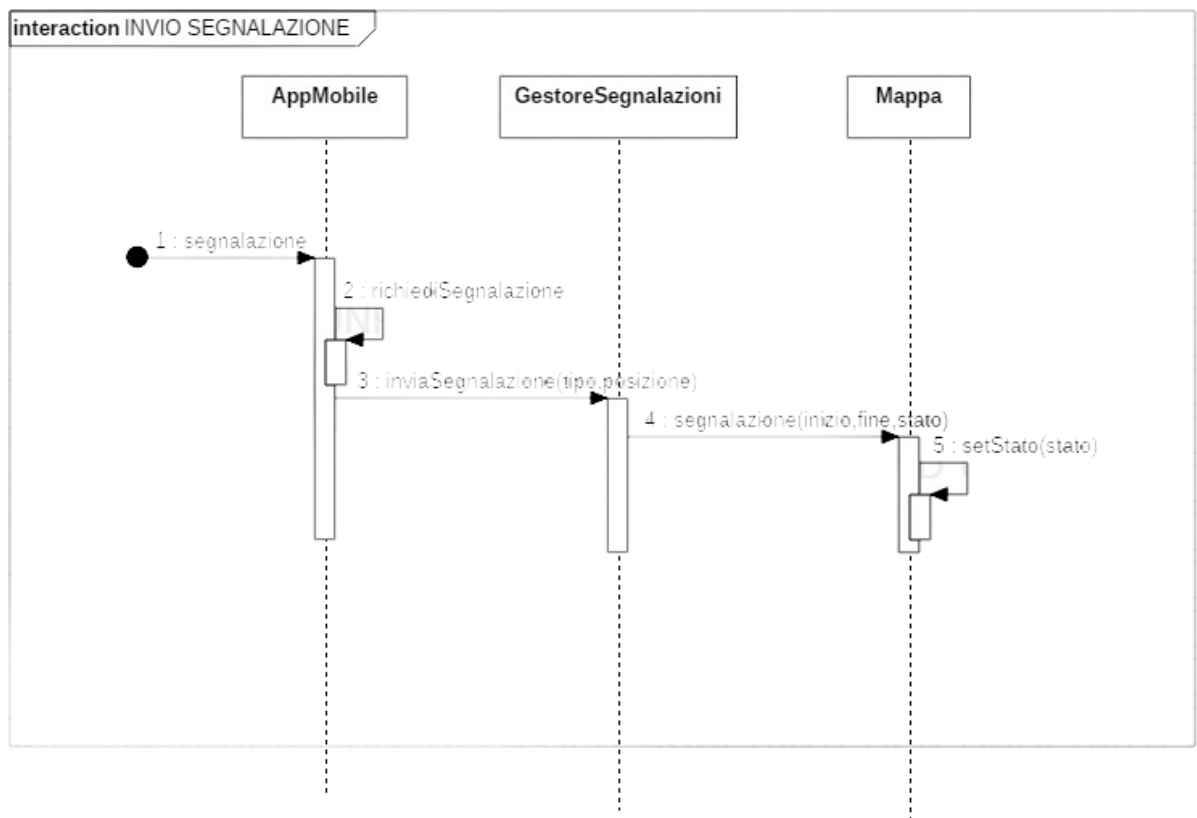 interaction INVIO SEGNALAZIONE
AppMobile
GestoreSegnalazioni
Mappa
1 : segnalazione
2 : richiediSegnalazione
3 : inviaSegnalazione(tipo,posizione)
4 : segnalazione(inizio,fine,stato)
5 : setStato(stato)